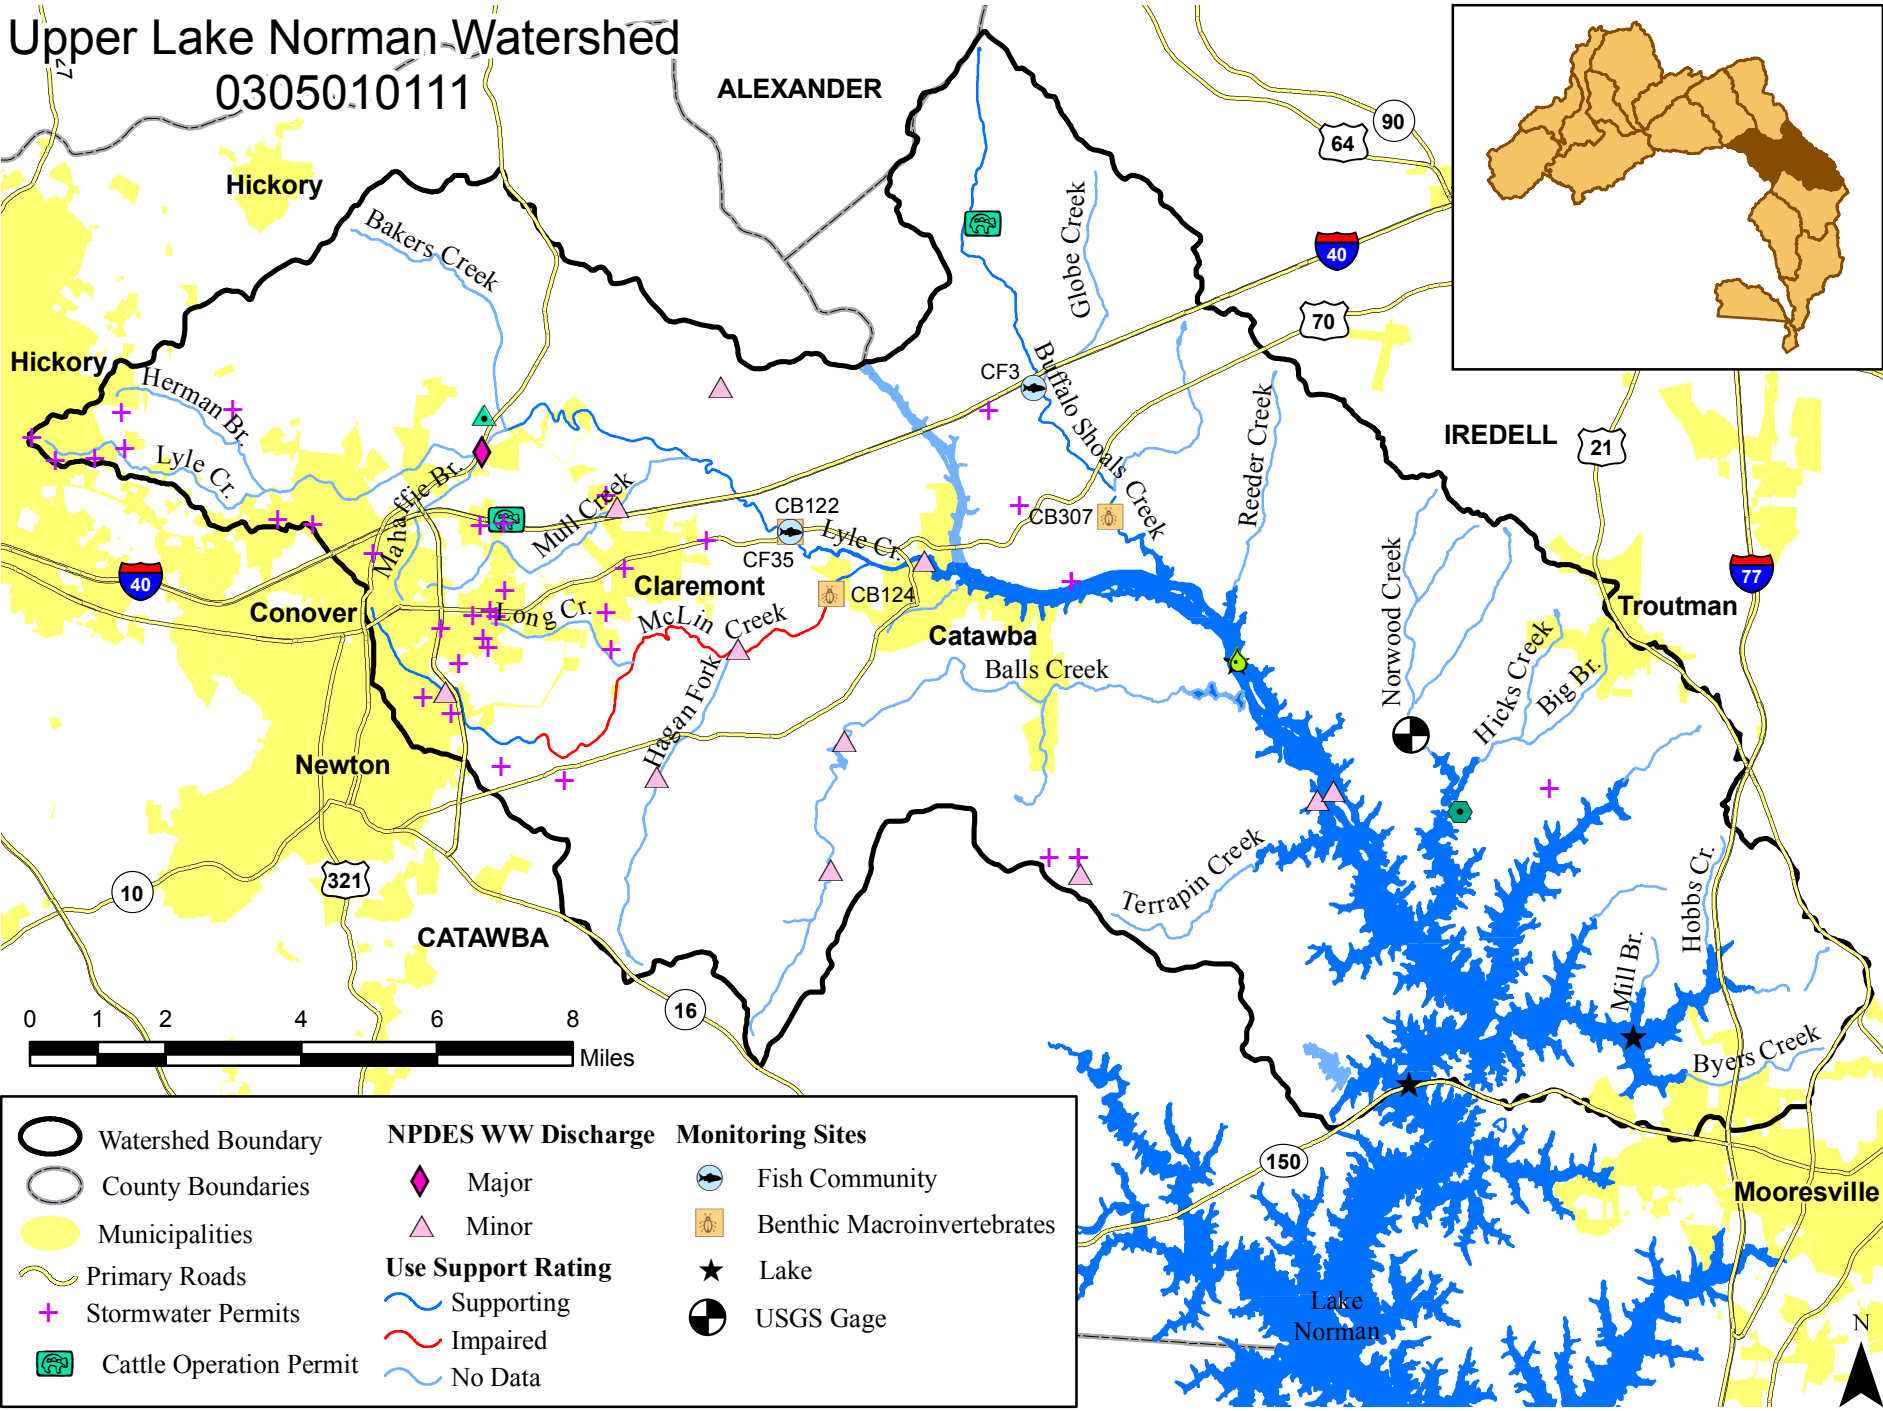 Upper Lake Norman Watershed
0305010111
47
ALEXANDER
90
64
Hickory
Bakers Creek
Globe Creek
40
70
Hickory
Herman Br.
CF3
Buffalo Shoals Creek
Reeder Creek
IREDELL
21
Lyle Cr.
Mahaffie Br.
Mull Creek
CB122
CB307
Lyle Cr.
CF35
Norwood Creek
40
77
Claremont
CB124
Troutman
Conover
Long Cr.
McLin Creek
Catawba
Hicks Creek
Big Br.
Balls Creek
Hagan Fork
Newton
Terrapin Creek
Hobbs Cr.
10
321
CATAWBA
Mill Br.
16
0 1 2 4 6 8
Miles
Byers Creek
150
Mooresville
Lake
Norman
N
Watershed Boundary
County Boundaries
Municipalities
Primary Roads
Stormwater Permits
Cattle Operation Permit
NPDES WW Discharge
Major
Minor
Use Support Rating
Supporting
Impaired
No Data
Monitoring Sites
Fish Community
Benthic Macroinvertebrates
Lake
USGS Gage